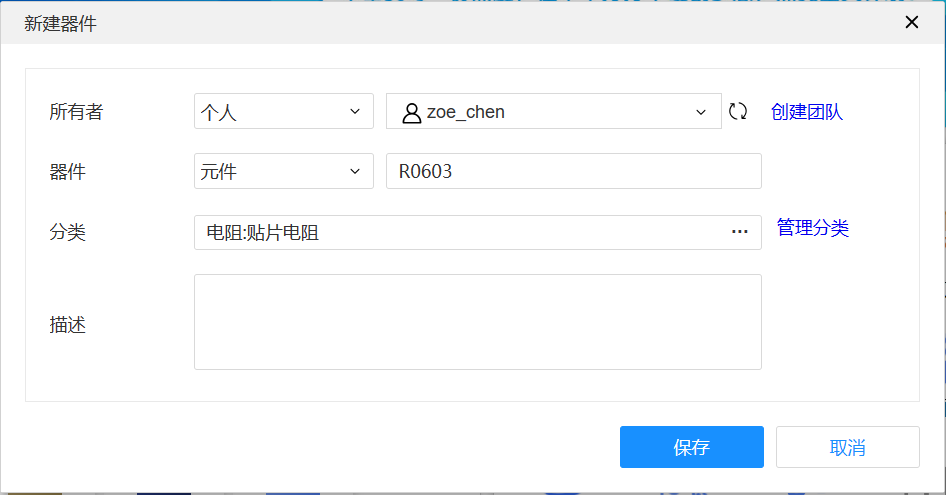 新建器件
所有者 个人 zoe_chen 创建团队
器件 元件 R0603
分类 电阻:贴片电阻 ... 管理分类
描述
保存 取消